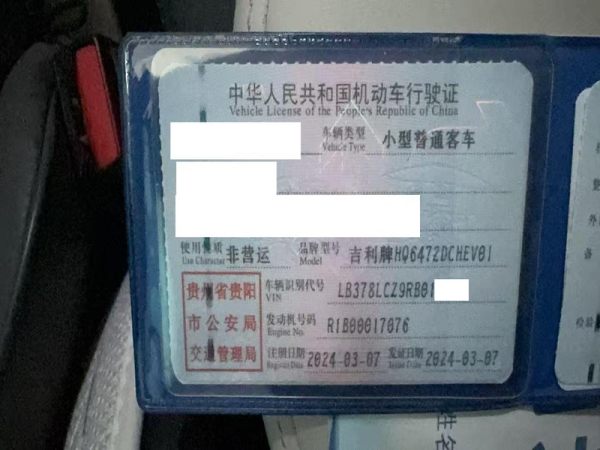 中华人民共和国机动车行驶证
Vehicle License of the People's Republic of China
车辆类型 小型普通客车
Vehicle Type
使用性质 非营运 品牌型号 吉利牌HQ6472DCHEV01
Use Character Model
贵州省贵阳
市公安局
交通管理局
车辆识别代号 LB378LCZ9RB01
VIN
发动机号码 R1B00017076
Engine No.
注册日期 2024-03-07 发证日期 2024-03-07
Register Date Issue Date
检验
姓名